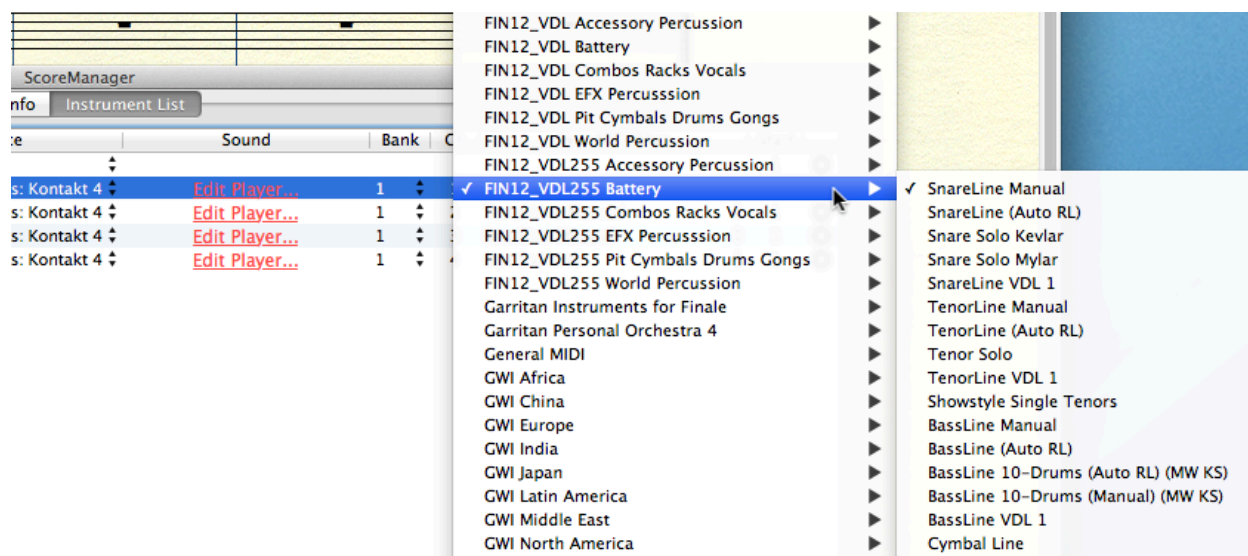 FIN12_VDL Accessory Percussion
FIN12_VDL Battery
FIN12_VDL Combos Racks Vocals
FIN12_VDL EFX Percusssion
FIN12_VDL Pit Cymbals Drums Gongs
FIN12_VDL World Percussion
FIN12_VDL255 Accessory Percussion
✓ FIN12_VDL255 Battery
FIN12_VDL255 Combos Racks Vocals
FIN12_VDL255 EFX Percusssion
FIN12_VDL255 Pit Cymbals Drums Gongs
FIN12_VDL255 World Percussion
Garritan Instruments for Finale
Garritan Personal Orchestra 4
General MIDI
GWI Africa
GWI China
GWI Europe
GWI India
GWI Japan
GWI Latin America
GWI Middle East
GWI North America
✓ SnareLine Manual
SnareLine (Auto RL)
Snare Solo Kevlar
Snare Solo Mylar
SnareLine VDL 1
TenorLine Manual
TenorLine (Auto RL)
Tenor Solo
TenorLine VDL 1
Showstyle Single Tenors
BassLine Manual
BassLine (Auto RL)
BassLine 10-Drums (Auto RL) (MW KS)
BassLine 10-Drums (Manual) (MW KS)
BassLine VDL 1
Cymbal Line
ScoreManager
nfo Instrument List
Sound Bank C
s: Kontakt 4 Edit Player... 1
s: Kontakt 4 Edit Player... 1
s: Kontakt 4 Edit Player... 1
s: Kontakt 4 Edit Player... 1